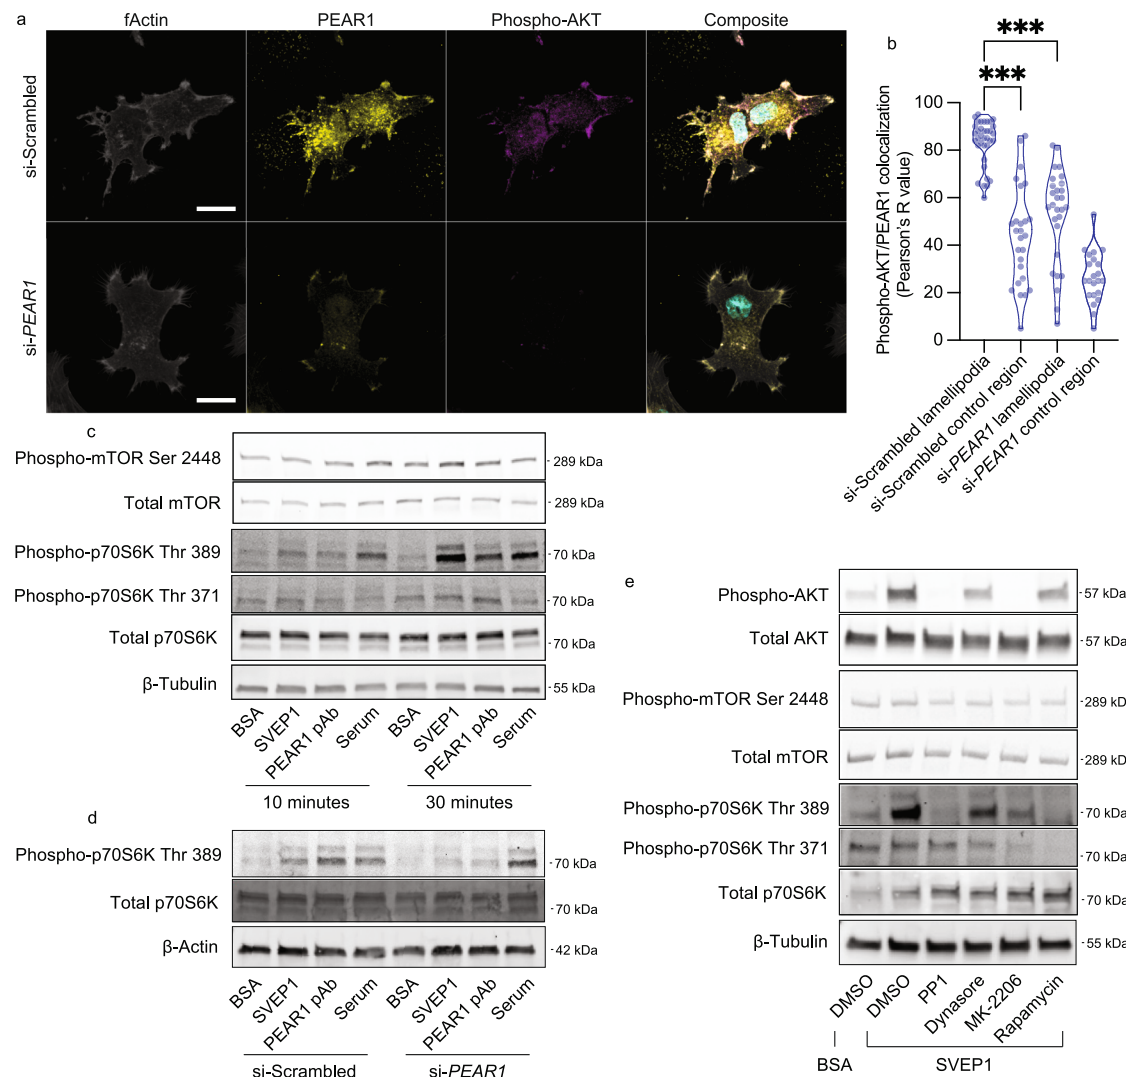 a
fActin
PEAR1
Phospho-AKT
Composite
si-Scrambled
si-PEAR1
b
***
***
Phospho-AKT/PEAR1 colocalization
(Pearson's R value)
100
80
60
40
20
0
si-Scrambled lamellipodia
si-Scrambled control region
si-PEAR1 lamellipodia
si-PEAR1 control region
c
Phospho-mTOR Ser 2448
289 kDa
Total mTOR
289 kDa
Phospho-p70S6K Thr 389
70 kDa
Phospho-p70S6K Thr 371
70 kDa
Total p70S6K
70 kDa
β-Tubulin
55 kDa
BSA
SVEP1
PEAR1 pAb
Serum
BSA
SVEP1
PEAR1 pAb
Serum
10 minutes
30 minutes
d
Phospho-p70S6K Thr 389
70 kDa
Total p70S6K
70 kDa
β-Actin
42 kDa
BSA
SVEP1
PEAR1 pAb
Serum
BSA
SVEP1
PEAR1 pAb
Serum
si-Scrambled
si-PEAR1
e
Phospho-AKT
57 kDa
Total AKT
57 kDa
Phospho-mTOR Ser 2448
289 kDa
Total mTOR
289 kDa
Phospho-p70S6K Thr 389
70 kDa
Phospho-p70S6K Thr 371
70 kDa
Total p70S6K
70 kDa
β-Tubulin
55 kDa
DMSO
DMSO
PP1
Dynasore
MK-2206
Rapamycin
BSA
SVEP1